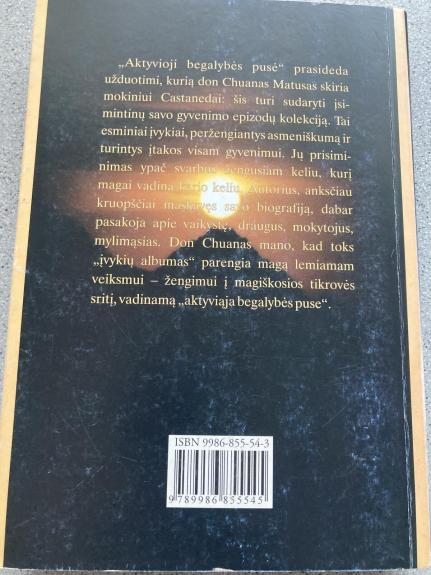 „Aktyvioji begalybės pusė“ prasideda
užduotimi, kurią don Chuanas Matusas skiria
mokiniui Castanedai: šis turi sudaryti įsi-
mintinų savo gyvenimo epizodų kolekciją. Tai
esminiai įvykiai, peržengiantys asmeniškumą ir
turintys įtakos visam gyvenimui. Jų prisimi-
nimas ypač svarbus žengusiam keliu, kurį
magai vadina kario keliu. Autorius, anksčiau
kruopščiai maskavęs savo biografiją, dabar
pasakoja apie vaikystę, draugus, mokytojus,
mylimąsias. Don Chuanas mano, kad toks
„įvykių albumas“ parengia magą lemiamam
veiksmui – žengimui į magiškosios tikrovės
sritį, vadinamą „aktyviąja begalybės puse“.
ISBN 9986-855-54-3
9 789986 855545